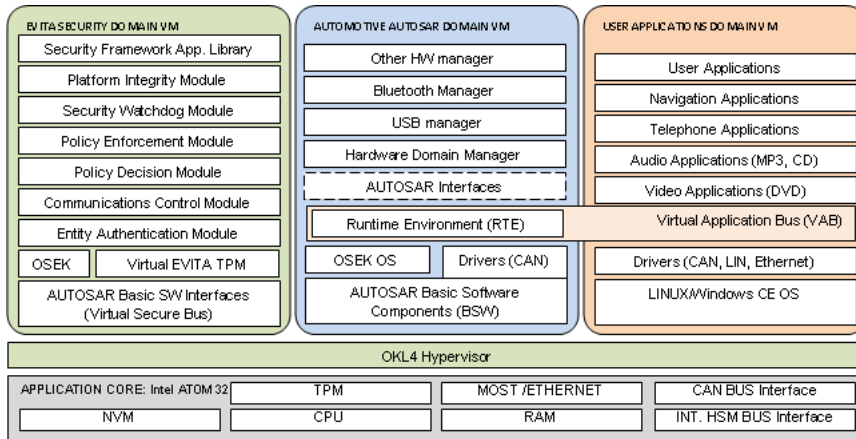 EVITA SECURITY DOMAIN VM
Security Framework App. Library
Platform Integrity Module
Security Watchdog Module
Policy Enforcement Module
Policy Decision Module
Communications Control Module
Entity Authentication Module
OSEK
Virtual EVITA TPM
AUTOSAR Basic SW Interfaces
(Virtual Secure Bus)
AUTOMOTIVE AUTOSAR DOMAIN VM
Other HW manager
Bluetooth Manager
USB manager
Hardware Domain Manager
AUTOSAR Interfaces
Runtime Environment (RTE)
Virtual Application Bus (VAB)
OSEK OS
Drivers (CAN)
AUTOSAR Basic Software
Components (BSW)
USER APPLICATIONS DOMAIN VM
User Applications
Navigation Applications
Telephone Applications
Audio Applications (MP3, CD)
Video Applications (DVD)
Drivers (CAN, LIN, Ethernet)
LINUX/Windows CE OS
OKL4 Hypervisor
APPLICATION CORE: Intel ATOM 32
TPM
MOST /ETHERNET
CAN BUS Interface
NVM
CPU
RAM
INT. HSM BUS Interface